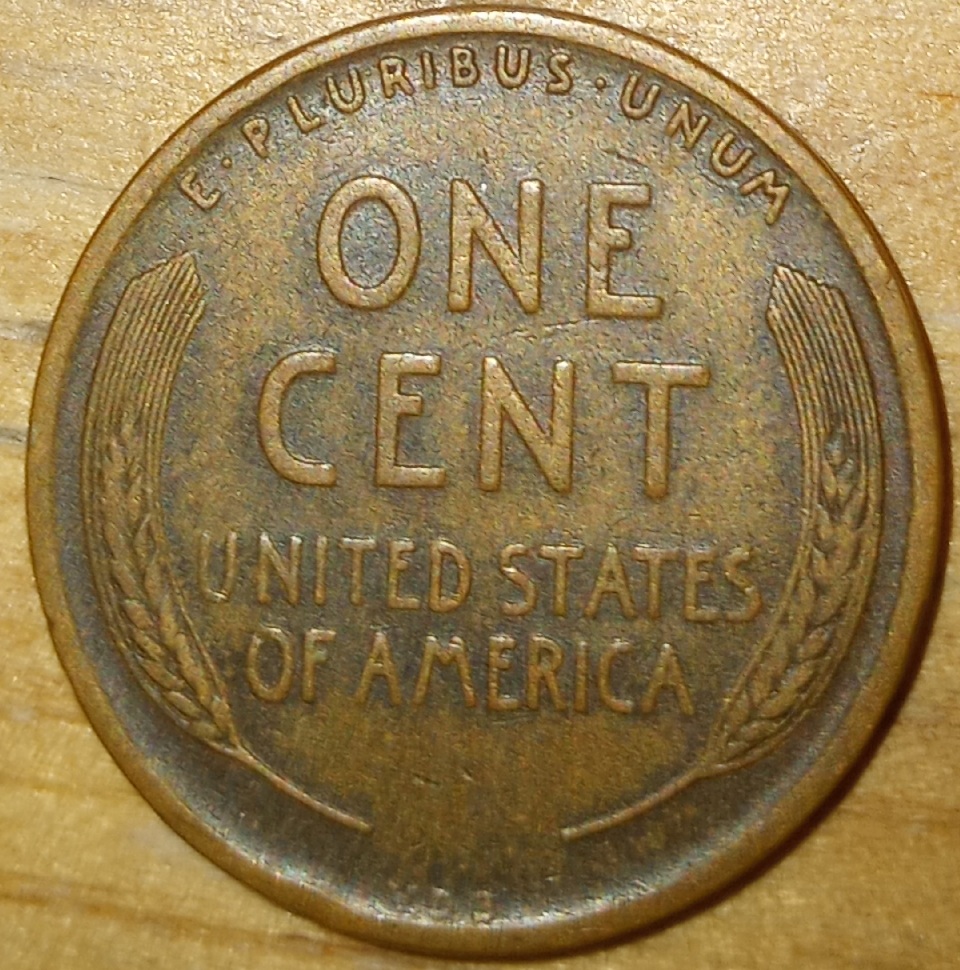 E·PLURIBUS·UNUM
ONE
CENT
UNITED STATES
OF AMERICA
V.D.B.